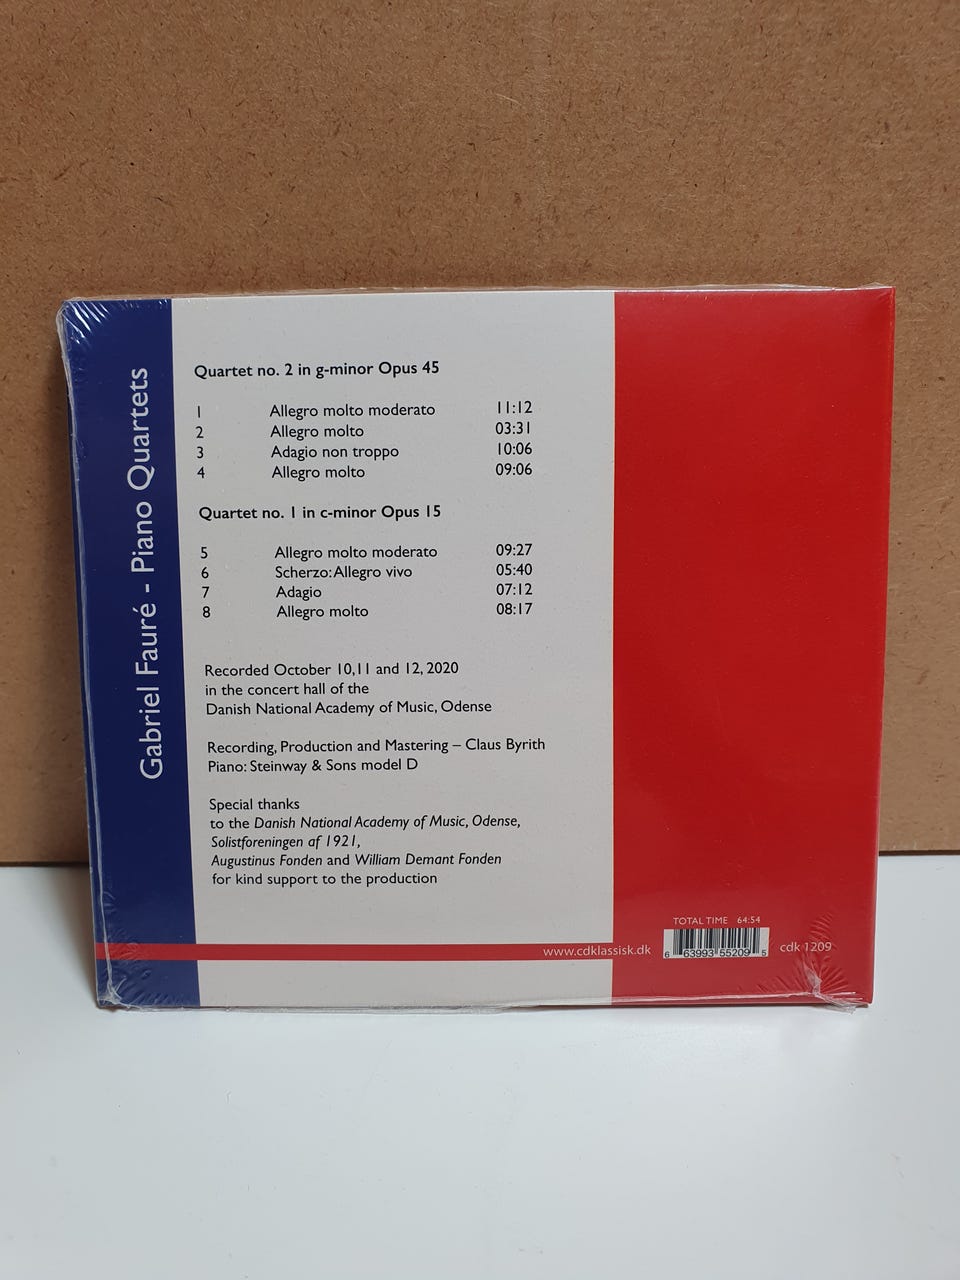 Gabriel Fauré - Piano Quartets
Quartet no. 2 in g-minor Opus 45
1 Allegro molto moderato 11:12
2 Allegro molto 03:31
3 Adagio non troppo 10:06
4 Allegro molto 09:06
Quartet no. 1 in c-minor Opus 15
5 Allegro molto moderato 09:27
6 Scherzo: Allegro vivo 05:40
7 Adagio 07:12
8 Allegro molto 08:17
Recorded October 10, 11 and 12, 2020
in the concert hall of the
Danish National Academy of Music, Odense
Recording, Production and Mastering – Claus Byrith
Piano: Steinway & Sons model D
Special thanks
to the Danish National Academy of Music, Odense,
Solistforeningen af 1921,
Augustinus Fonden and William Demant Fonden
for kind support to the production
TOTAL TIME 64:54
www.cdklassisk.dk
6 63993 55209 5
cdk 1209